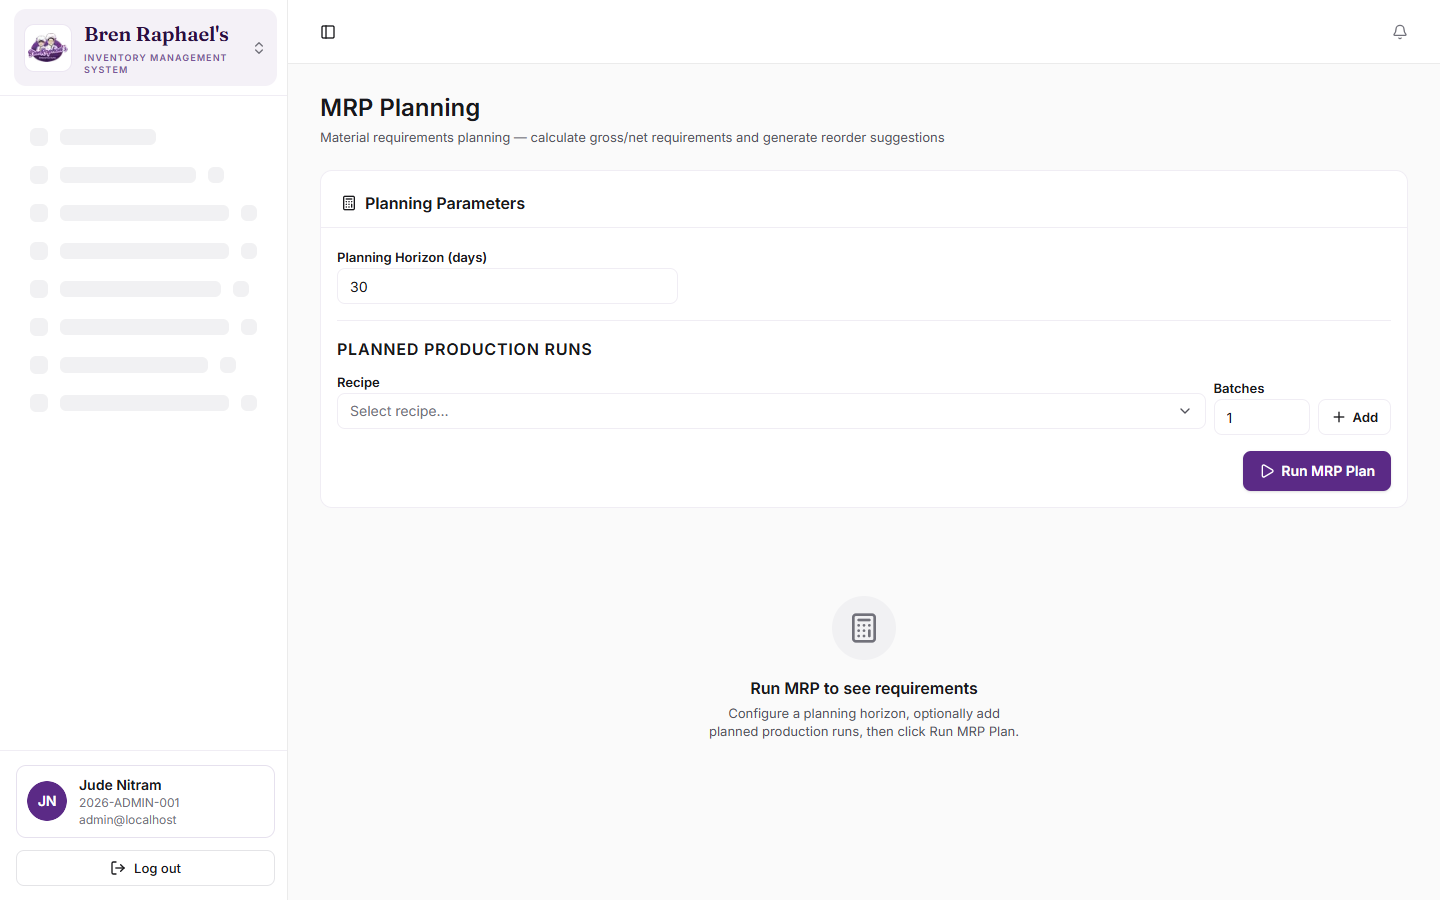 Bren Raphael's
INVENTORY MANAGEMENT
SYSTEM
MRP Planning
Material requirements planning — calculate gross/net requirements and generate reorder suggestions
Planning Parameters
Planning Horizon (days)
30
PLANNED PRODUCTION RUNS
Recipe
Select recipe...
Batches
1
Add
Run MRP Plan
Run MRP to see requirements
Configure a planning horizon, optionally add
planned production runs, then click Run MRP Plan.
JN
Jude Nitram
2026-ADMIN-001
admin@localhost
Log out